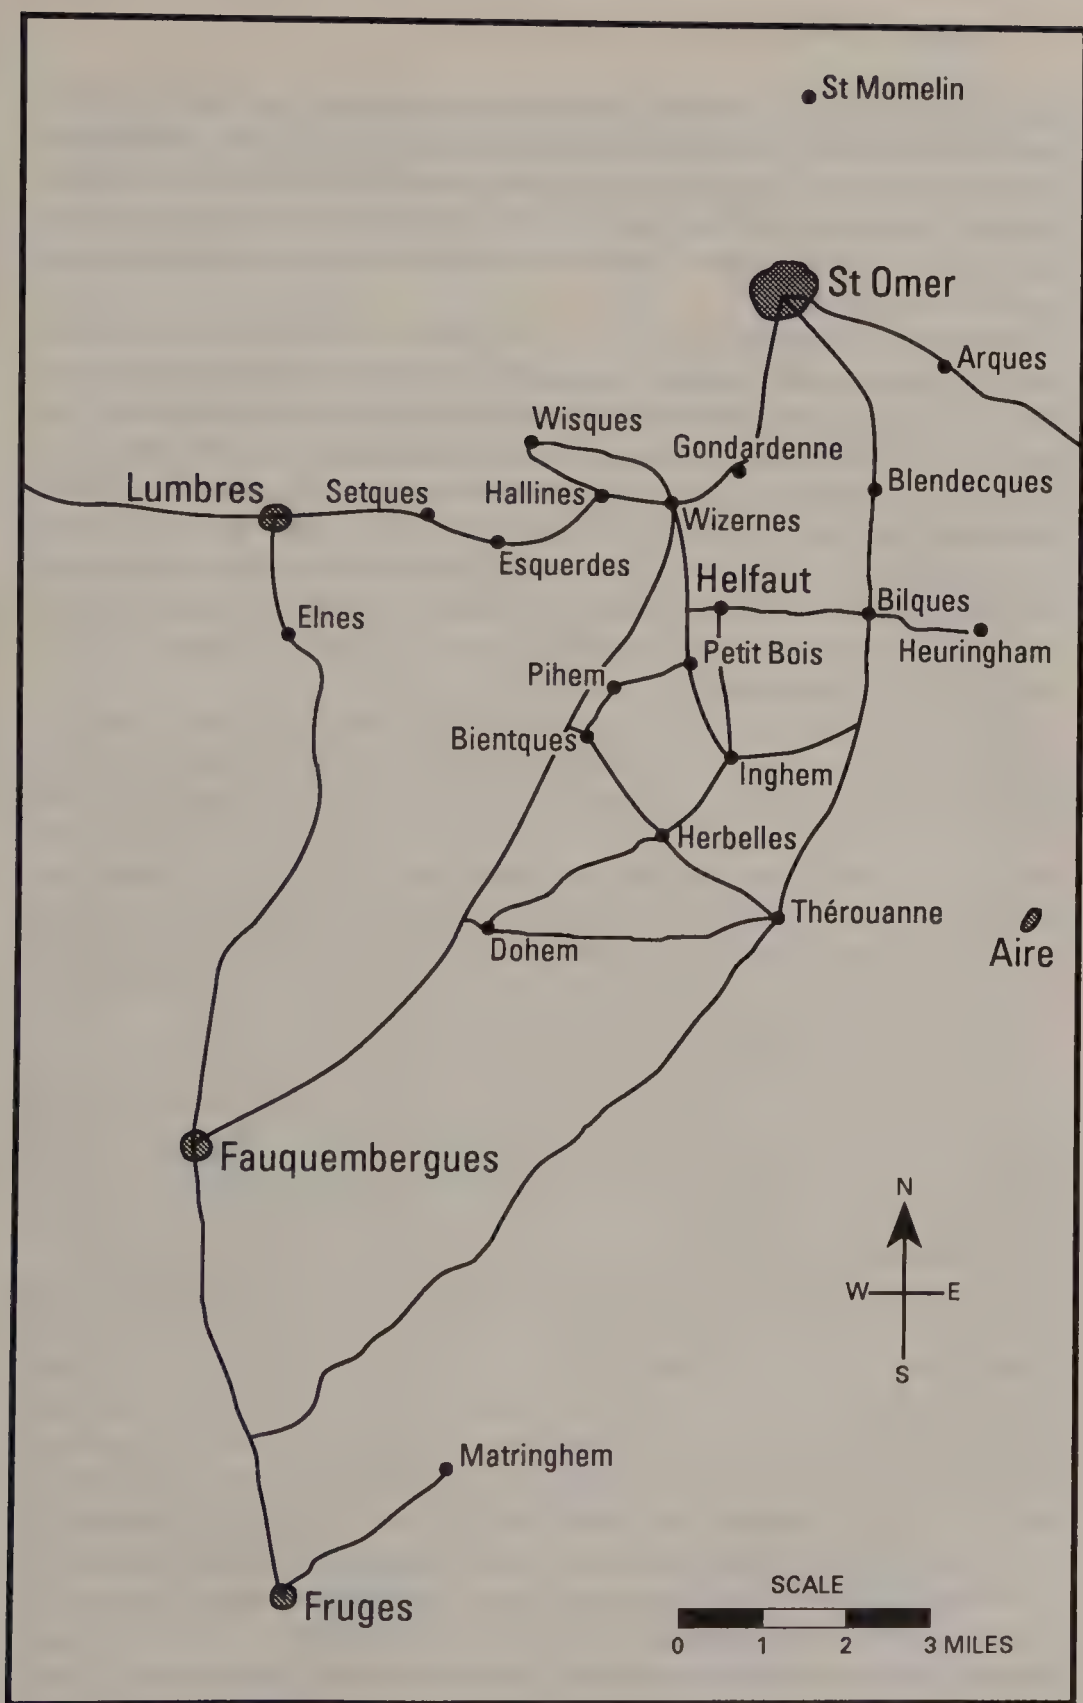 St Momelin
St Omer
Arques
Wisques
Gondardenne
Lumbres
Setques
Hallines
Blendecques
Wizernes
Esquerdes
Helfaut
Bilques
Elnes
Heuringham
Petit Bois
Pihem
Bientques
Inghem
Herbelles
Thérouanne
Dohem
Aire
Fauquembergues
N
W
E
S
Matringhem
Fruges
SCALE
0 1 2 3 MILES